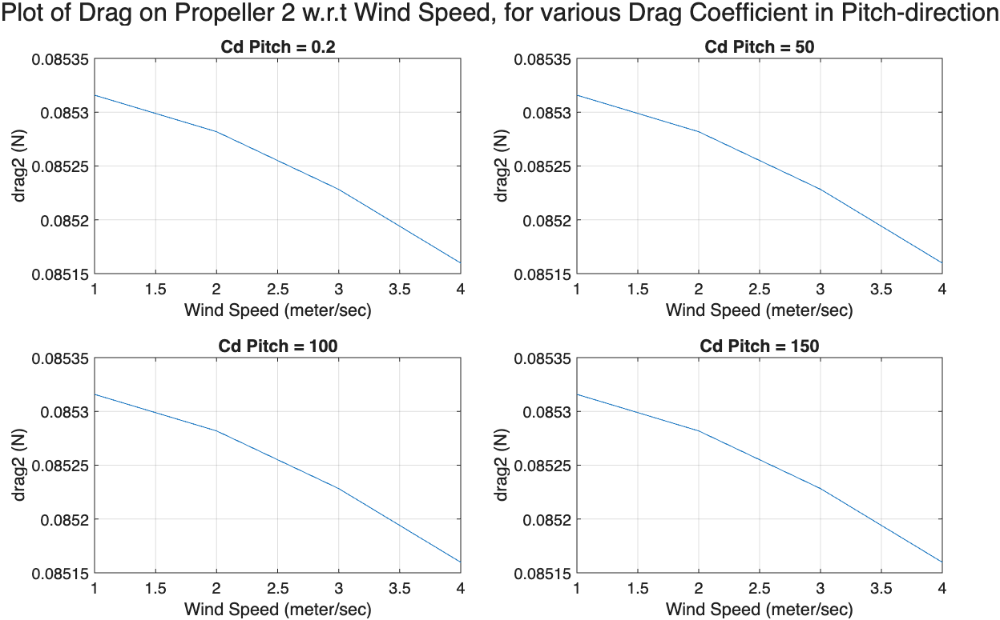 Plot of Drag on Propeller 2 w.r.t Wind Speed, for various Drag Coefficient in Pitch-direction
Cd Pitch = 0.2
0.08535
0.0853
0.08525
0.0852
0.08515
drag2 (N)
1 1.5 2 2.5 3 3.5 4
Wind Speed (meter/sec)
Cd Pitch = 50
0.08535
0.0853
0.08525
0.0852
0.08515
drag2 (N)
1 1.5 2 2.5 3 3.5 4
Wind Speed (meter/sec)
Cd Pitch = 100
0.08535
0.0853
0.08525
0.0852
0.08515
drag2 (N)
1 1.5 2 2.5 3 3.5 4
Wind Speed (meter/sec)
Cd Pitch = 150
0.08535
0.0853
0.08525
0.0852
0.08515
drag2 (N)
1 1.5 2 2.5 3 3.5 4
Wind Speed (meter/sec)